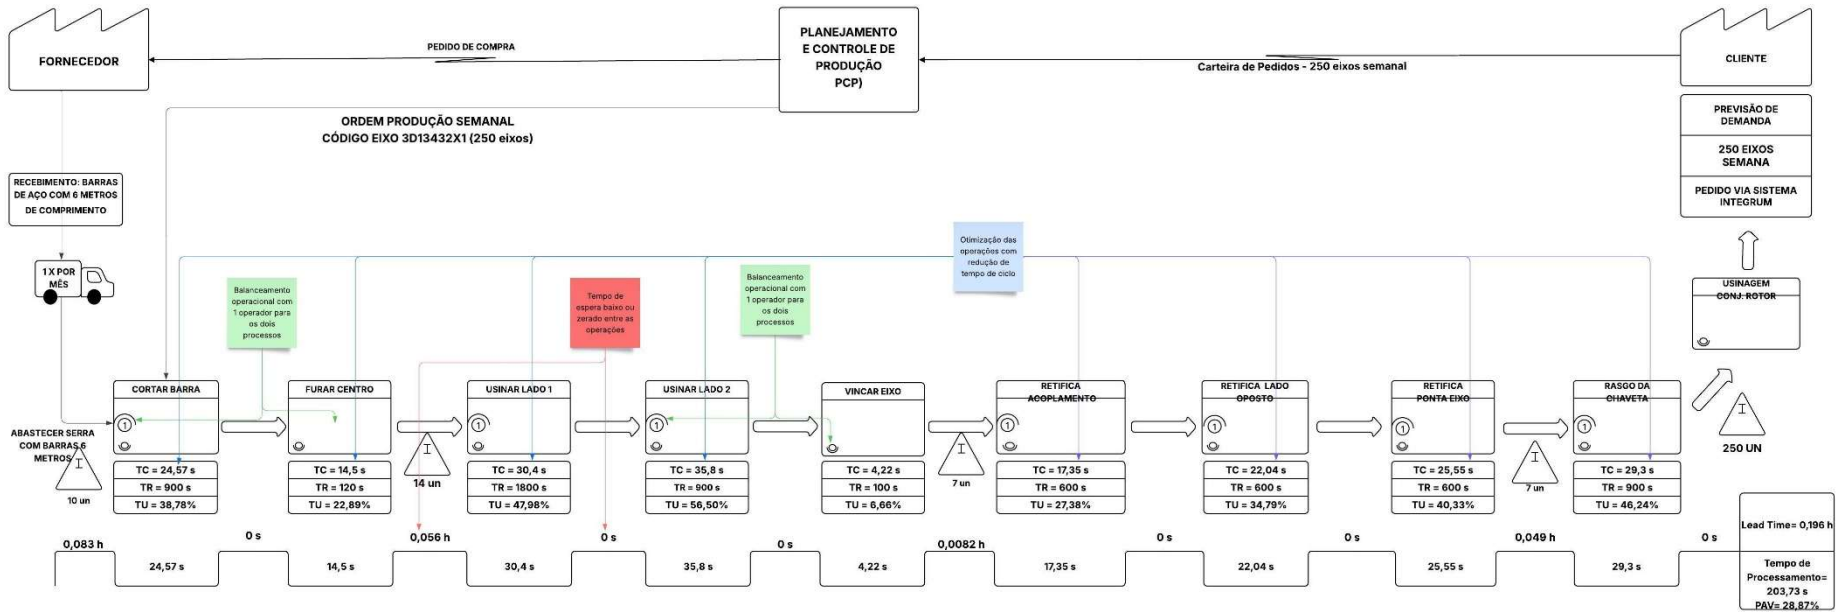 FORNECEDOR
PEDIDO DE COMPRA
PLANEJAMENTO
E CONTROLE DE
PRODUÇÃO
PCP)
Carteira de Pedidos - 250 eixos semanal
CLIENTE
PREVISÃO DE
DEMANDA
250 EIXOS
SEMANA
PEDIDO VIA SISTEMA
INTEGRUM
ORDEM PRODUÇÃO SEMANAL
CÓDIGO EIXO 3D13432X1 (250 eixos)
RECEBIMENTO: BARRAS
DE AÇO COM 6 METROS
DE COMPRIMENTO
1 X POR
MÊS
Balanceamento
operacional com
1 operador para
os dois
processos
Tempo de
espera baixo ou
zerado entre as
operações
Balanceamento
operacional com
1 operador para
os dois
processos
Otimização das
operações com
redução de
tempo de ciclo
USINAGEM
CONJ. ROTOR
ABASTECER SERRA
COM BARRAS 6
METROS
I
10 un
CORTAR BARRA
1
TC = 24,57 s
TR = 900 s
TU = 38,78%
FURAR CENTRO
TC = 14,5 s
TR = 120 s
TU = 22,89%
I
14 un
USINAR LADO 1
1
TC = 30,4 s
TR = 1800 s
TU = 47,98%
USINAR LADO 2
1
TC = 35,8 s
TR = 900 s
TU = 56,50%
VINCAR EIXO
TC = 4,22 s
TR = 100 s
TU = 6,66%
I
7 un
RETIFICA
ACOPLAMENTO
1
TC = 17,35 s
TR = 600 s
TU = 27,38%
RETIFICA LADO
OPOSTO
1
TC = 22,04 s
TR = 600 s
TU = 34,79%
RETIFICA
PONTA EIXO
1
TC = 25,55 s
TR = 600 s
TU = 40,33%
I
7 un
RASGO DA
CHAVETA
1
TC = 29,3 s
TR = 900 s
TU = 46,24%
I
250 UN
0,083 h
24,57 s
0 s
14,5 s
0,056 h
30,4 s
0 s
35,8 s
0 s
4,22 s
0,0082 h
17,35 s
0 s
22,04 s
0 s
25,55 s
0,049 h
29,3 s
0 s
Lead Time= 0,196 h
Tempo de
Processamento=
203,73 s
PAV= 28,87%